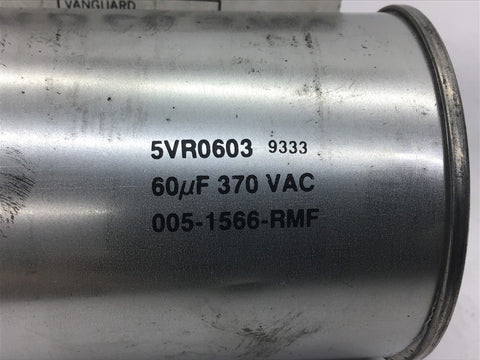 VANGUARD
5VR0603 9333
60µF 370 VAC
005-1566-RMF